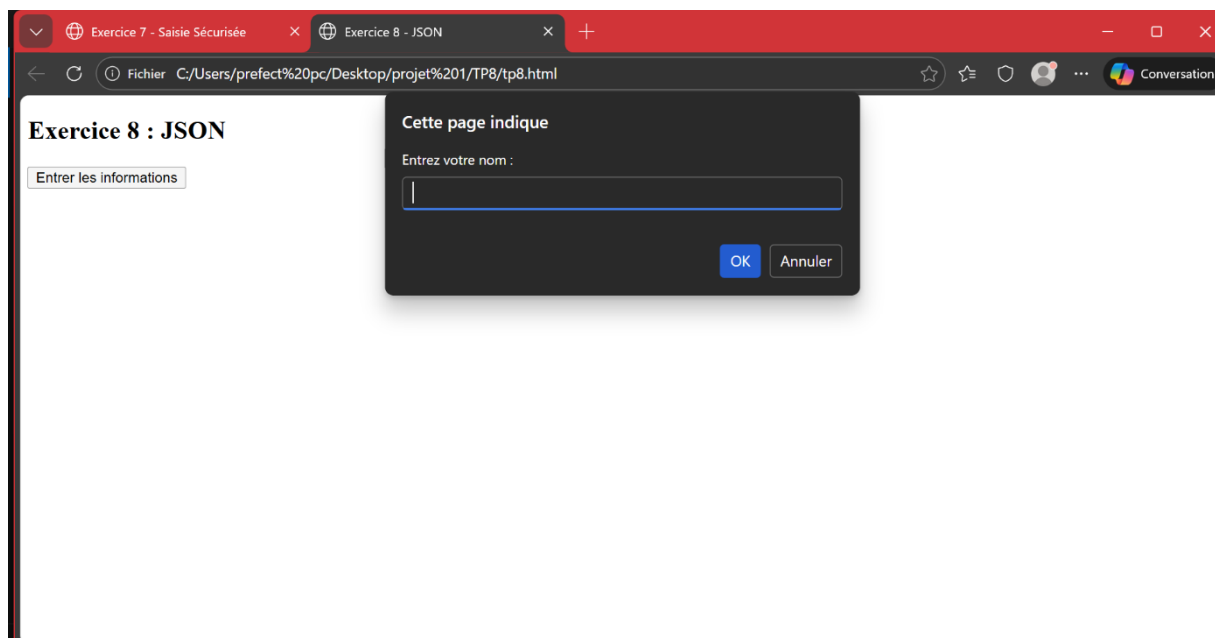 Exercice 7 - Saisie Sécurisée
Exercice 8 - JSON
Fichier C:/Users/prefect%20pc/Desktop/projet%201/TP8/tp8.html
Conversation
Exercice 8 : JSON
Entrer les informations
Cette page indique
Entrez votre nom :
OK Annuler